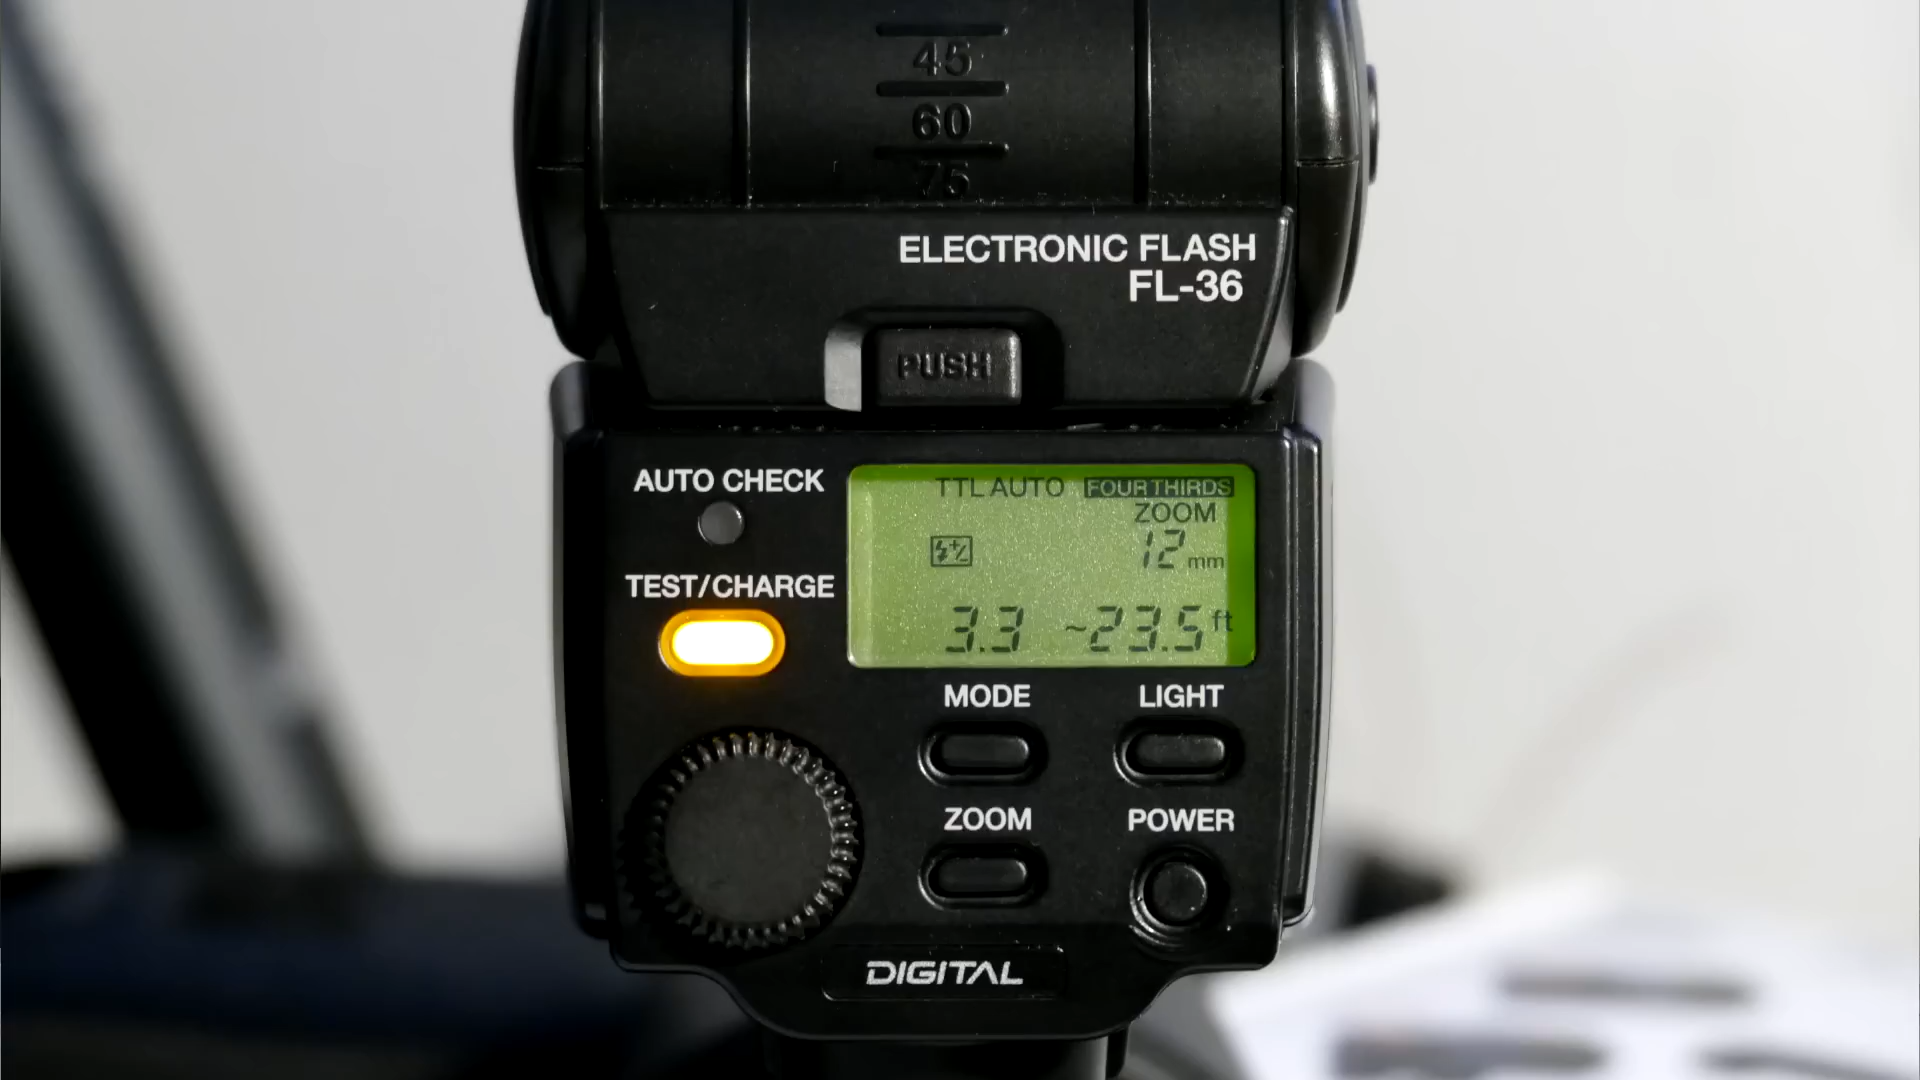 45
60
75
ELECTRONIC FLASH
FL-36
PUSH
AUTO CHECK
TEST/CHARGE
TTL AUTO FOUR THIRDS
ZOOM
12 mm
3.3 ~23.5 ft
MODE LIGHT
ZOOM POWER
DIGITAL